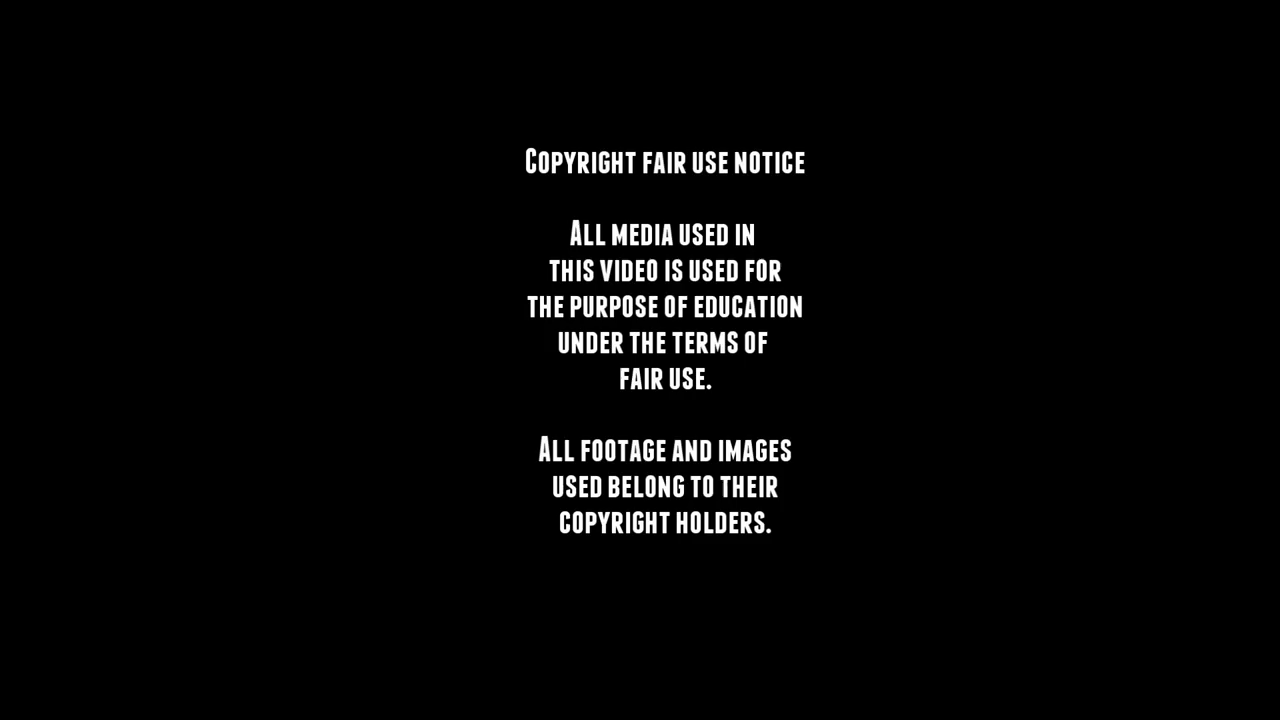 Copyright fair use notice
All media used in
this video is used for
the purpose of education
under the terms of
fair use.
All footage and images
used belong to their
copyright holders.